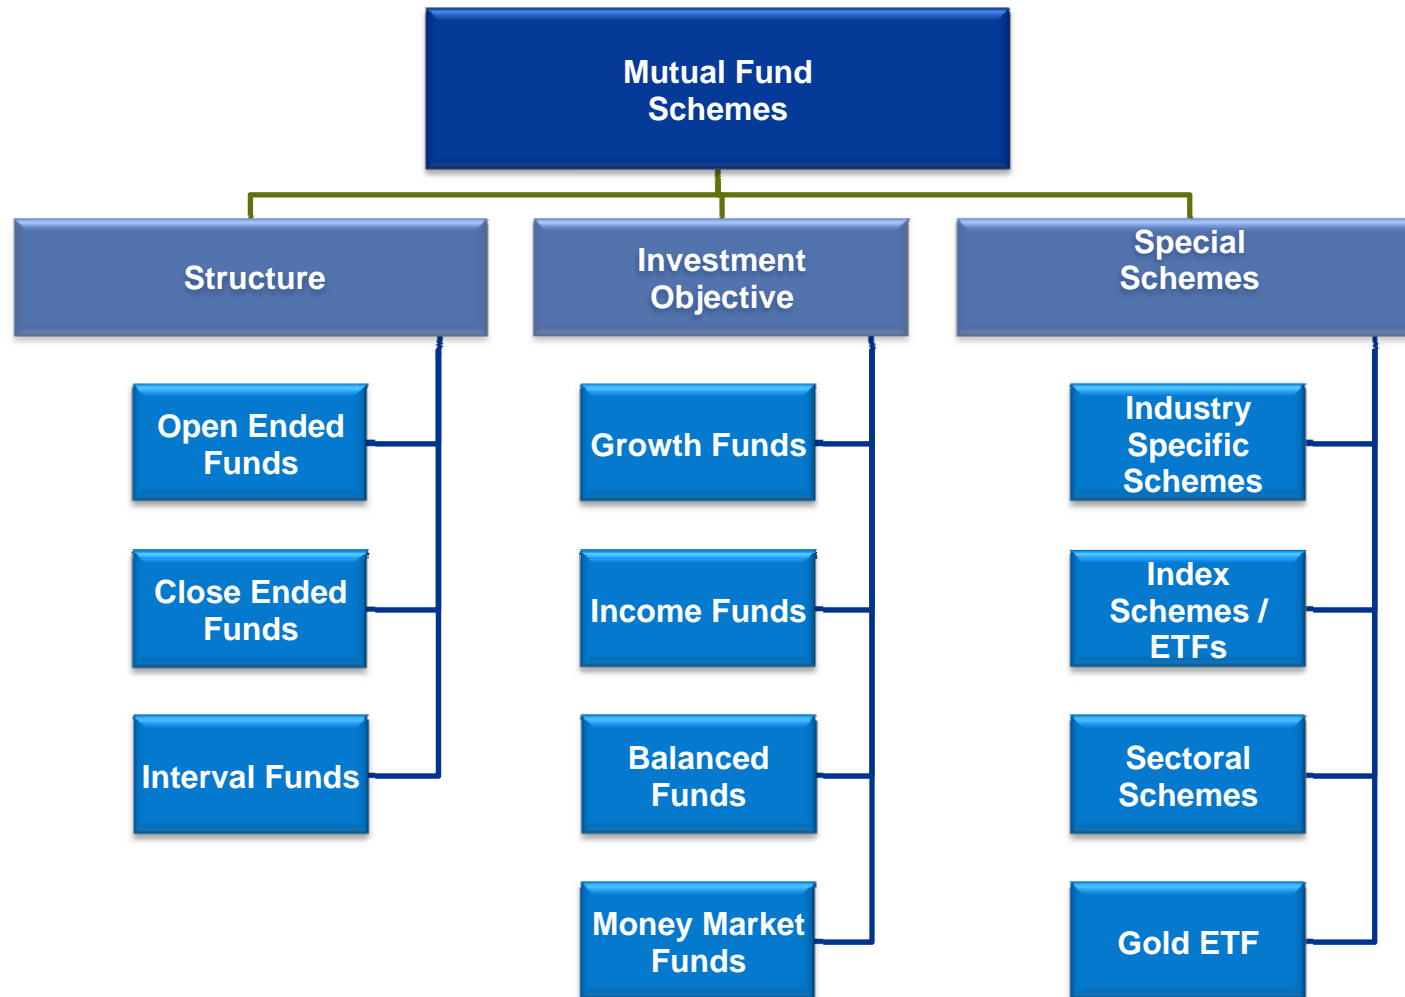 Mutual Fund
Schemes
Structure
Investment
Objective
Special
Schemes
Open Ended
Funds
Close Ended
Funds
Interval Funds
Growth Funds
Income Funds
Balanced
Funds
Money Market
Funds
Industry
Specific
Schemes
Index
Schemes /
ETFs
Sectoral
Schemes
Gold ETF